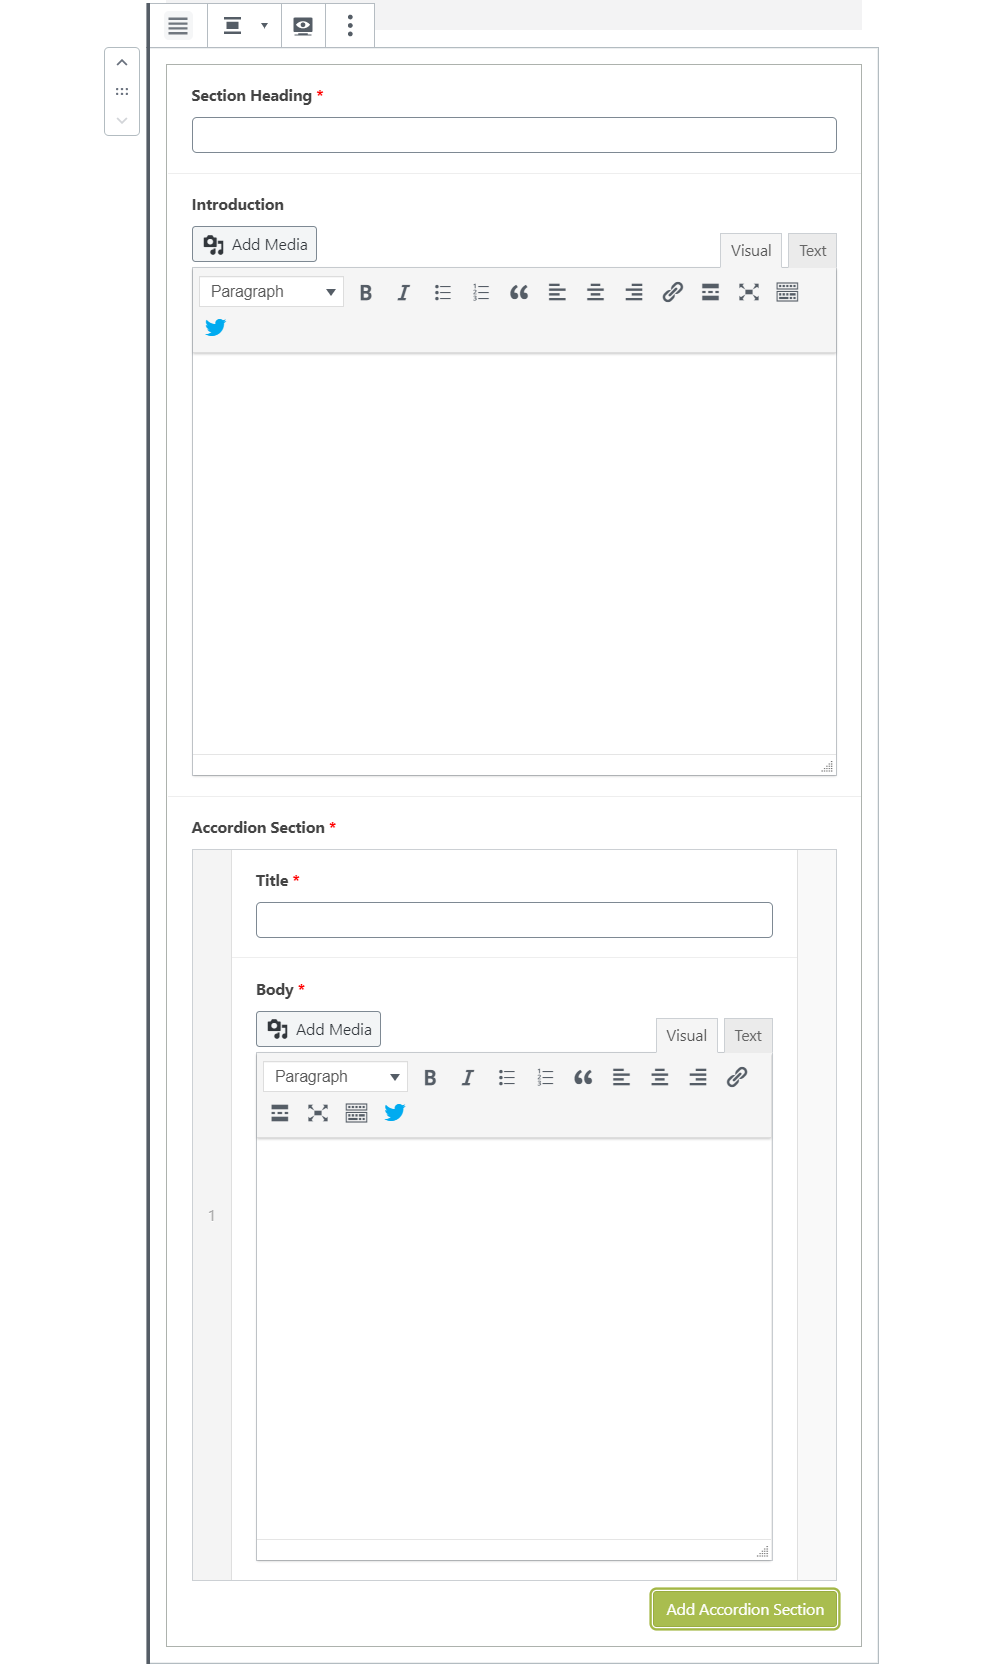 Section Heading *
Introduction
Add Media
Visual
Text
Paragraph
Accordion Section *
Title *
Body *
Add Media
Visual
Text
Paragraph
1
Add Accordion Section